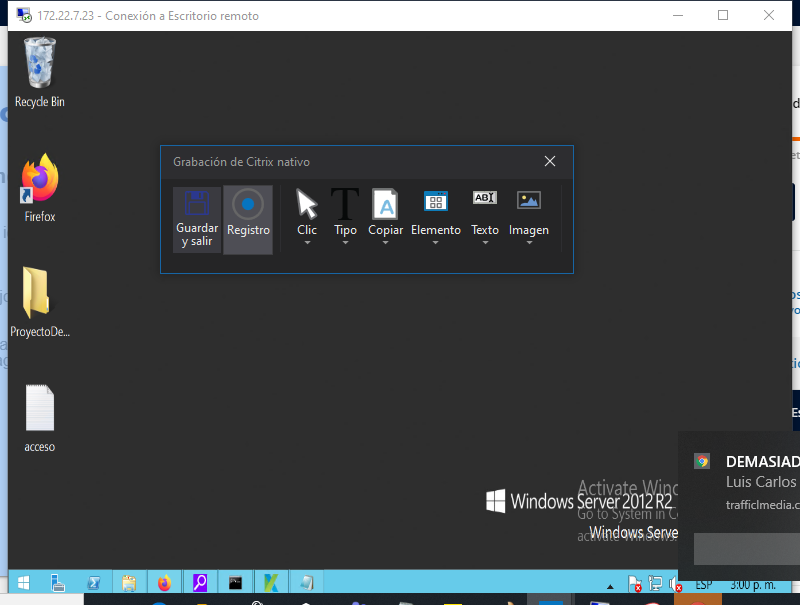 172.22.7.23 - Conexión a Escritorio remoto
Recycle Bin
Firefox
ProyectoDe...
acceso
Grabación de Citrix nativo
Guardar
y salir
Registro
Clic
Tipo
Copiar
Elemento
Texto
Imagen
T
A
ABI
Windows Server 2012 R2
Activate Wind
Go to System in C
activate Windows.
Windows Serve
DEMASIAD
Luis Carlos
trafficlmedia.c
ESP
3:00 p. m.